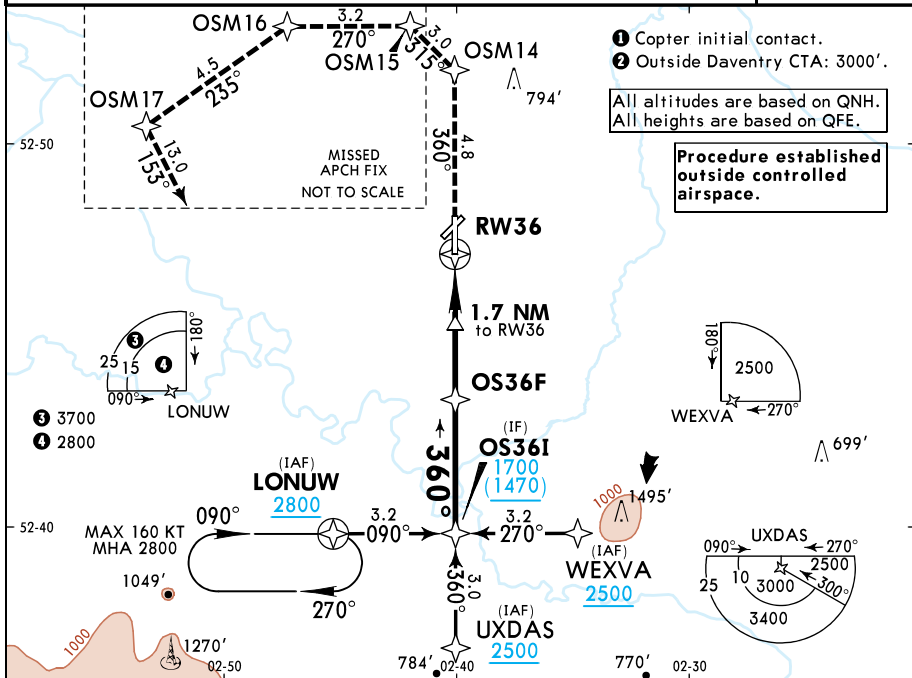 OSM16
3.2
270°
OSM15
3.0
315°
OSM14
❶ Copter initial contact.
❷ Outside Daventry CTA: 3000'.
4.5
235°
OSM17
794'
All altitudes are based on QNH.
All heights are based on QFE.
52-50
13.0
153°
MISSED
APCH FIX
NOT TO SCALE
4.8
360°
Procedure established
outside controlled
airspace.
RW36
1.7 NM
to RW36
180°
❸
25
15
❹
090°
LONUW
❸ 3700
❹ 2800
OS36F
180°
2500
WEXVA
270°
(IF)
OS36I
1700
(1470)
360°
699'
(IAF)
LONUW
2800
1000
1495'
52-40
MAX 160 KT
MHA 2800
090°
3.2
090°
3.2
270°
(IAF)
WEXVA
2500
UXDAS
090°
270°
2500
25
10
3000
300°
3400
1049'
270°
3.0
360°
(IAF)
UXDAS
2500
1000
1270'
02-50
784'
02-40
770'
02-30